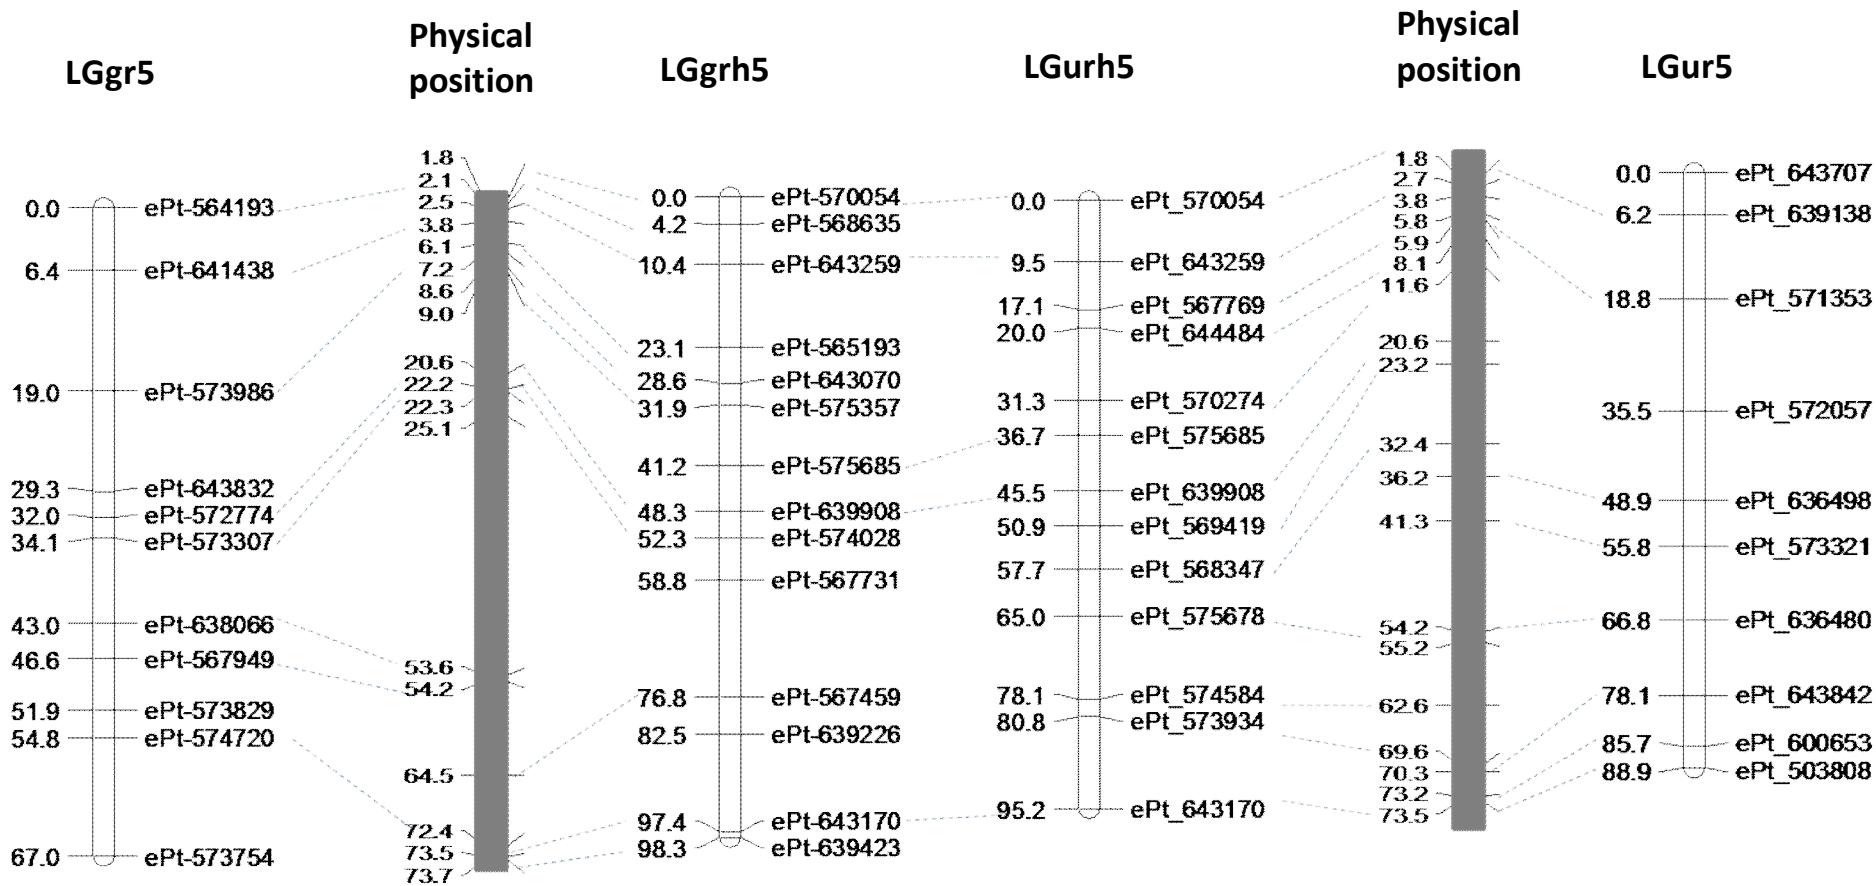 LGgr5
Physical
position
LGgrh5
LGurh5
Physical
position
LGur5
0.0 ePt-564193
6.4 ePt-641438
19.0 ePt-573986
29.3 ePt-643832
32.0 ePt-572774
34.1 ePt-573307
43.0 ePt-638066
46.6 ePt-567949
51.9 ePt-573829
54.8 ePt-574720
67.0 ePt-573754
1.8
2.1
2.5
3.8
6.1
7.2
8.6
9.0
20.6
22.2
22.3
25.1
53.6
54.2
64.5
72.4
73.5
73.7
0.0 ePt-570054
4.2 ePt-568635
10.4 ePt-643259
23.1 ePt-565193
28.6 ePt-643070
31.9 ePt-575357
41.2 ePt-575685
48.3 ePt-639908
52.3 ePt-574028
58.8 ePt-567731
76.8 ePt-567459
82.5 ePt-639226
97.4 ePt-643170
98.3 ePt-639423
0.0 ePt_570054
9.5 ePt_643259
17.1 ePt_567769
20.0 ePt_644484
31.3 ePt_570274
36.7 ePt_575685
45.5 ePt_639908
50.9 ePt_569419
57.7 ePt_568347
65.0 ePt_575678
78.1 ePt_574584
80.8 ePt_573934
95.2 ePt_643170
1.8
2.7
3.8
5.8
5.9
8.1
11.6
20.6
23.2
32.4
36.2
41.3
54.2
55.2
62.6
69.6
70.3
73.2
73.5
0.0 ePt_643707
6.2 ePt_639138
18.8 ePt_571353
35.5 ePt_572057
48.9 ePt_636498
55.8 ePt_573321
66.8 ePt_636480
78.1 ePt_643842
85.7 ePt_600653
88.9 ePt_503808